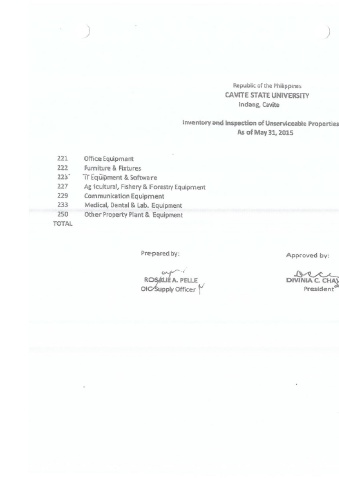 Republic of the Philippines
CAVITE STATE UNIVERSITY
Indang, Cavite
Inventory and Inspection of Unserviceable Properties
As of May 31, 2015
221 Office Equipment
222 Furniture & Fixtures
223 IT Equipment & Software
227 Agricultural, Fishery & Forestry Equipment
229 Communication Equipment
233 Medical, Dental & Lab. Equipment
250 Other Property Plant & Equipment
TOTAL
Prepared by:
Approved by:
ROSALIE A. PELLE
DIVINIA C. CHA
OIC Supply Officer
President